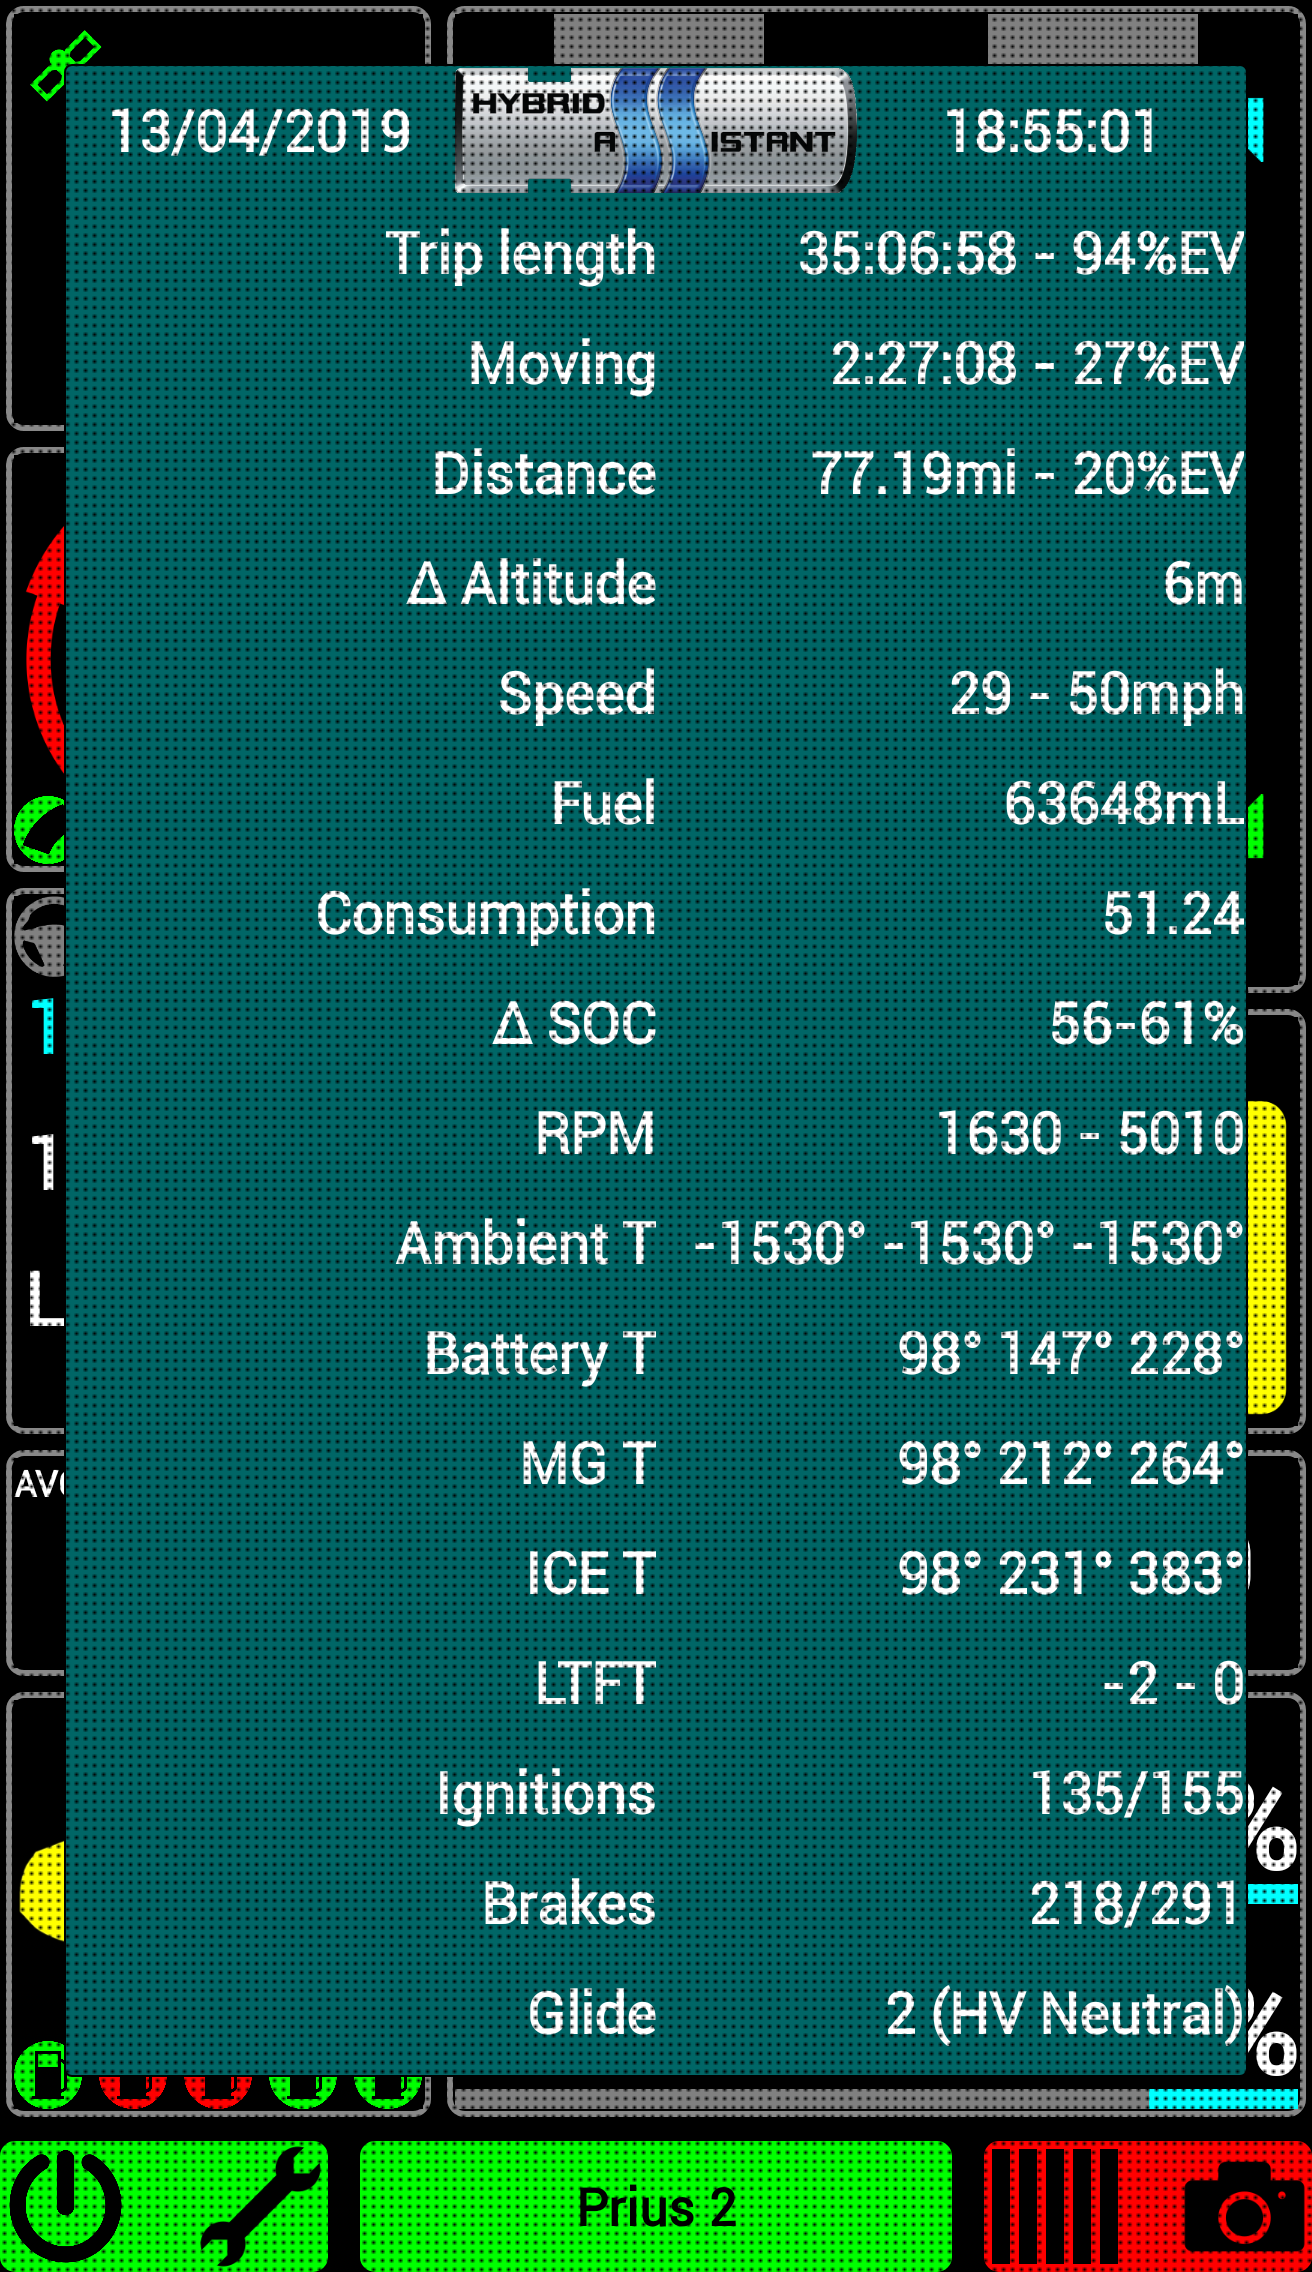 13/04/2019 HYBRID ASSISTANT 18:55:01
Trip length 35:06:58 - 94%EV
Moving 2:27:08 - 27%EV
Distance 77.19mi - 20%EV
Δ Altitude 6m
Speed 29 - 50mph
Fuel 63648mL
Consumption 51.24
Δ SOC 56-61%
RPM 1630 - 5010
Ambient T -1530° -1530° -1530°
Battery T 98° 147° 228°
MG T 98° 212° 264°
ICE T 98° 231° 383°
LTFT -2 - 0
Ignitions 135/155
%
Brakes 218/291
Glide 2 (HV Neutral)
%
1
1
L
Prius 2